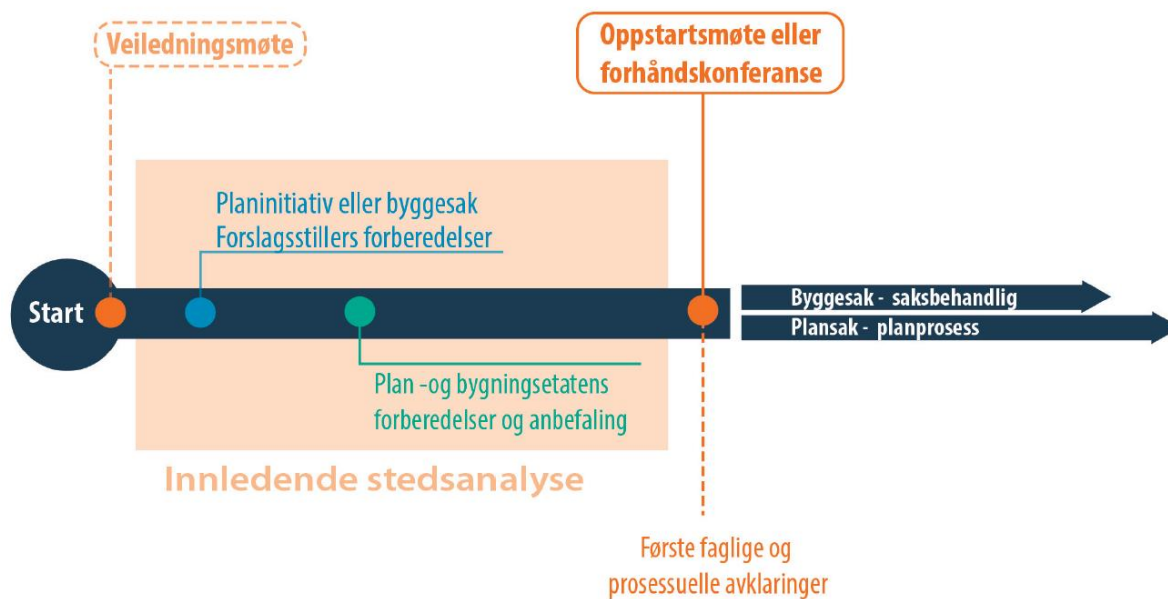 Veiledningsmøte
Oppstartsmøte eller
forhåndskonferanse
Planinitiativ eller byggesak
Forslagsstillers forberedelser
Start
Byggesak - saksbehandlig
Plansak - planprosess
Plan -og bygningsetatens
forberedelser og anbefaling
Innledende stedsanalyse
Første faglige og
prosessuelle avklaringer